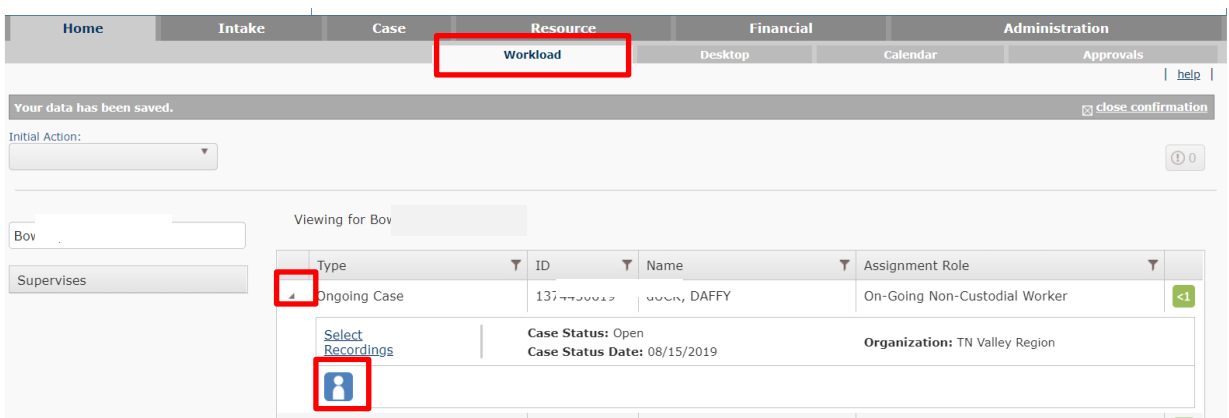 Home Intake Case Resource Financial Administration
Workload Desktop Calendar Approvals
| help |
Your data has been saved. close confirmation
Initial Action:
0
Viewing for Bow
Bow
Supervises
Type ID Name Assignment Role
Ongoing Case DAFFY On-Going Non-Custodial Worker <1
Select Case Status: Open
Recordings Case Status Date: 08/15/2019 Organization: TN Valley Region